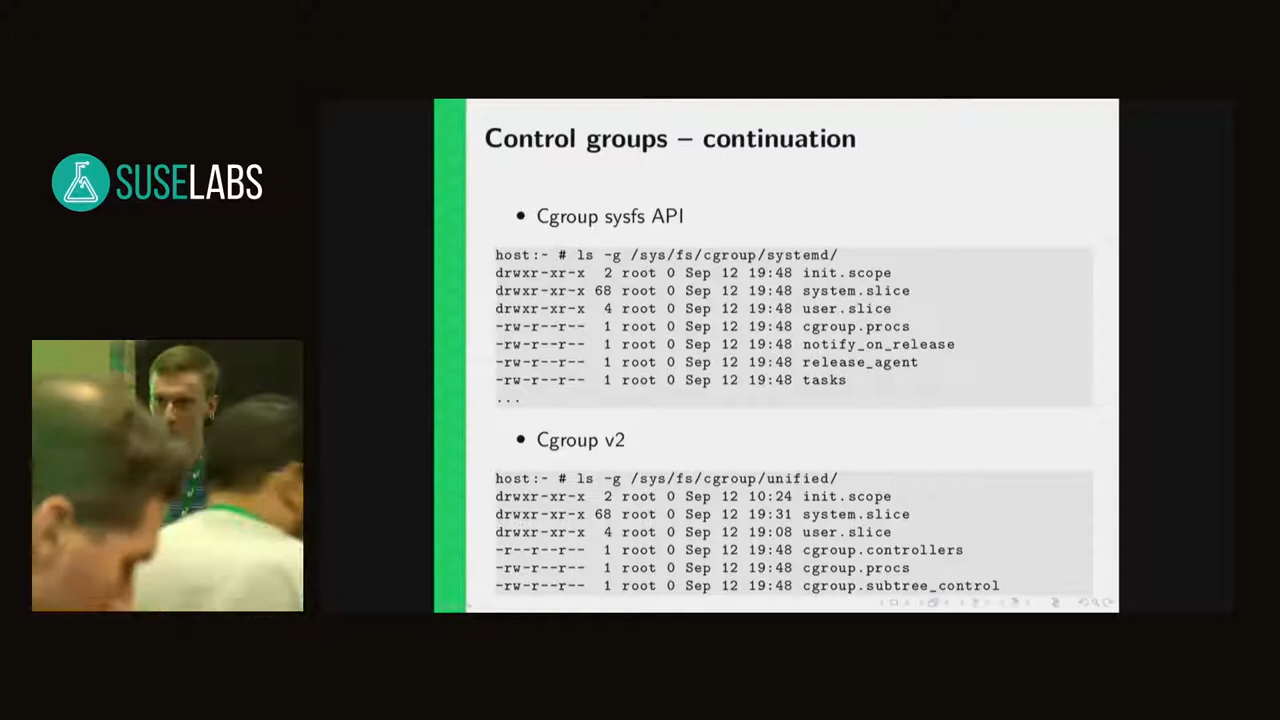 SUSELABS
Control groups – continuation
• Cgroup sysfs API
host:~ # ls -g /sys/fs/cgroup/systemd/
drwxr-xr-x 2 root 0 Sep 12 19:48 init.scope
drwxr-xr-x 68 root 0 Sep 12 19:48 system.slice
drwxr-xr-x 4 root 0 Sep 12 19:48 user.slice
-rw-r--r-- 1 root 0 Sep 12 19:48 cgroup.procs
-rw-r--r-- 1 root 0 Sep 12 19:48 notify_on_release
-rw-r--r-- 1 root 0 Sep 12 19:48 release_agent
-rw-r--r-- 1 root 0 Sep 12 19:48 tasks
...
• Cgroup v2
host:~ # ls -g /sys/fs/cgroup/unified/
drwxr-xr-x 2 root 0 Sep 12 10:24 init.scope
drwxr-xr-x 68 root 0 Sep 12 19:31 system.slice
drwxr-xr-x 4 root 0 Sep 12 19:08 user.slice
-r--r--r-- 1 root 0 Sep 12 19:48 cgroup.controllers
-rw-r--r-- 1 root 0 Sep 12 19:48 cgroup.procs
-rw-r--r-- 1 root 0 Sep 12 19:48 cgroup.subtree_control